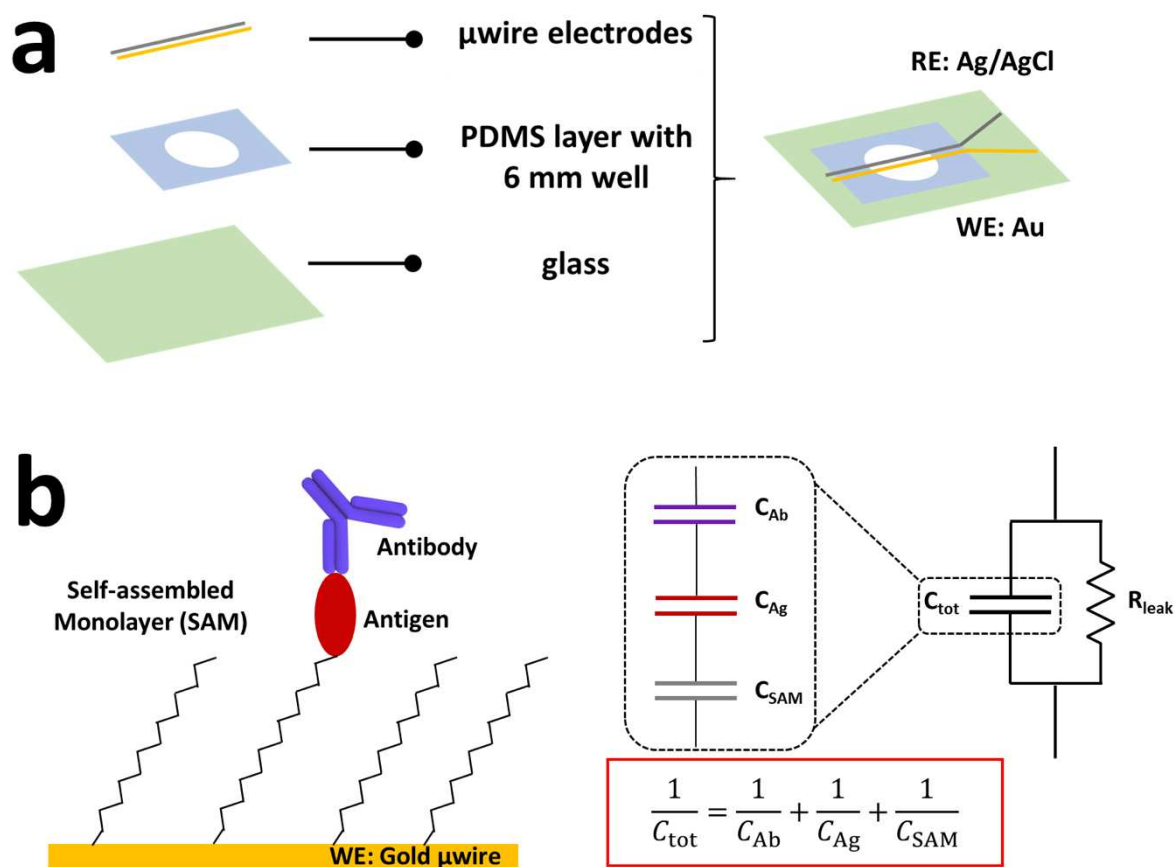 a
μwire electrodes
RE: Ag/AgCl
PDMS layer with
6 mm well
WE: Au
glass
b
Antibody
Self-assembled
Monolayer (SAM)
Antigen
WE: Gold μwire
C_Ab
C_Ag
C_SAM
C_tot
R_leak
1/C_tot = 1/C_Ab + 1/C_Ag + 1/C_SAM